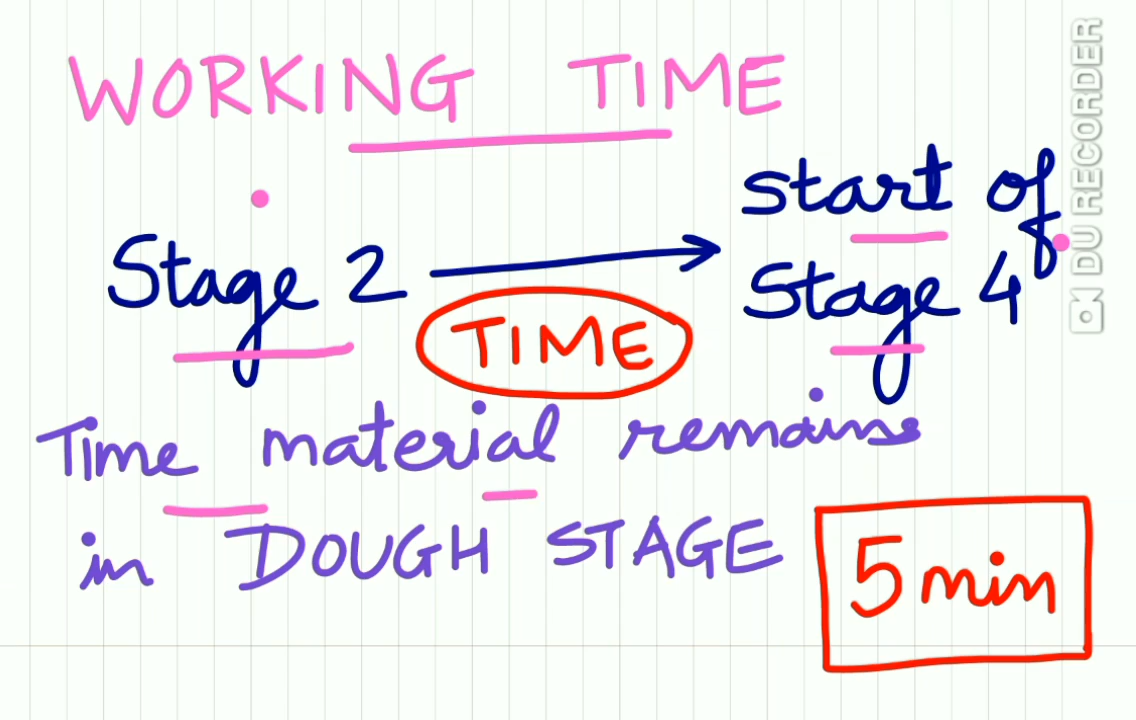 WORKING TIME
Stage 2 → start of
Stage 4
TIME
Time material remains
in DOUGH STAGE
5 min
DU RECORDER